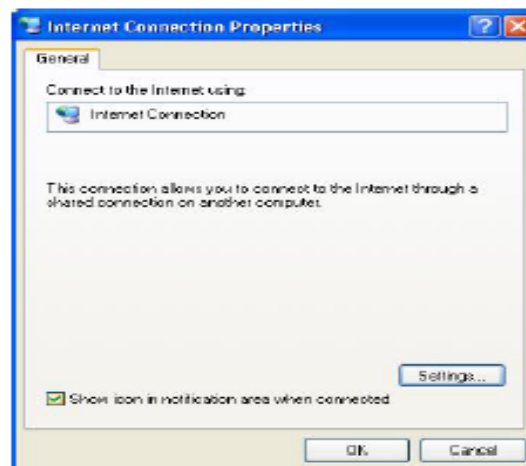 Internet Connection Properties
General
Connect to the Internet using:
Internet Connection
This connection allows you to connect to the Internet through a
shared connection on another computer.
Settings...
Show icon in notification area when connected
OK
Cancel